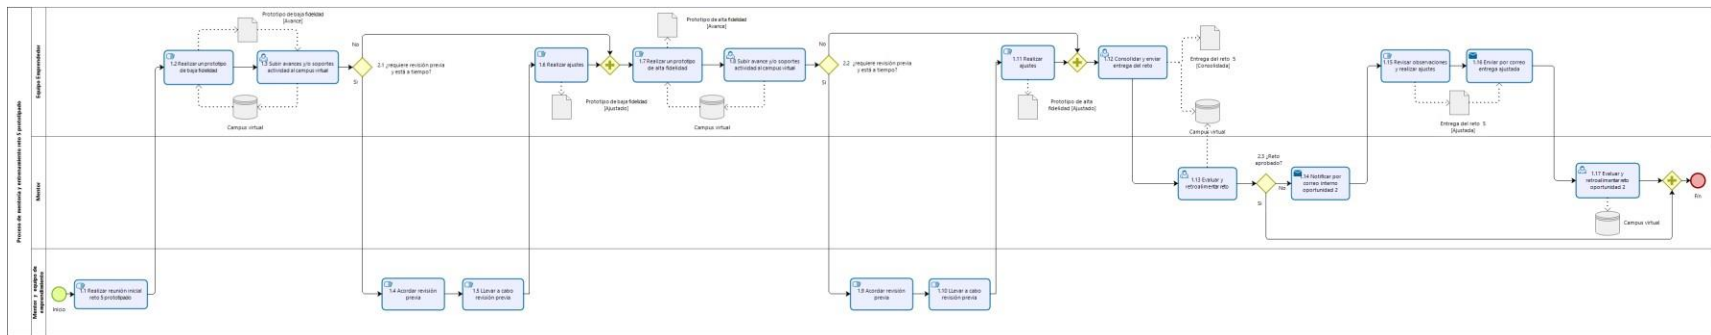 Proceso de mentoría y entrenamiento reto 5 prototipado
Equipo Emprendedor
Mentor
Mentor y equipo de
emprendimiento
Inicio
1.1 Realizar reunión inicial
reto 5 prototipado
1.2 Realizar un prototipo
de baja fidelidad
Prototipo de baja fidelidad
[Avance]
1.3 Subir avances y/o soportes
actividad al campus virtual
Campus virtual
No
2.1 ¿requiere revisión previa
y está a tiempo?
Si
1.4 Acordar revisión
previa
1.5 Llevar a cabo
revisión previa
1.6 Realizar ajustes
Prototipo de baja fidelidad
[Ajustado]
1.7 Realizar un prototipo
de alta fidelidad
Prototipo de alta fidelidad
[Avance]
1.8 Subir avance y/o soportes
actividad al campus virtual
Campus virtual
No
2.2 ¿requiere revisión previa
y está a tiempo?
Si
Acordar revisión
previa
1.10 Llevar a cabo
revisión previa
1.11 Realizar
ajustes
Prototipo de alta
fidelidad [Ajustado]
1.12 Consolidar y enviar
entrega del reto
Entrega del reto 5
[Consolidada]
Campus virtual
1.13 Evaluar y
retroalimentar reto
2.3 ¿Reto
aprobado?
No
Si
1.14 Notificar por
correo interno
oportunidad 2
1.15 Revisar observaciones
y realizar ajustes
Entrega del reto 5
[Ajustada]
1.16 Enviar por correo
entrega ajustada
1.17 Evaluar y
retroalimentar reto
oportunidad 2
Campus virtual
Fin